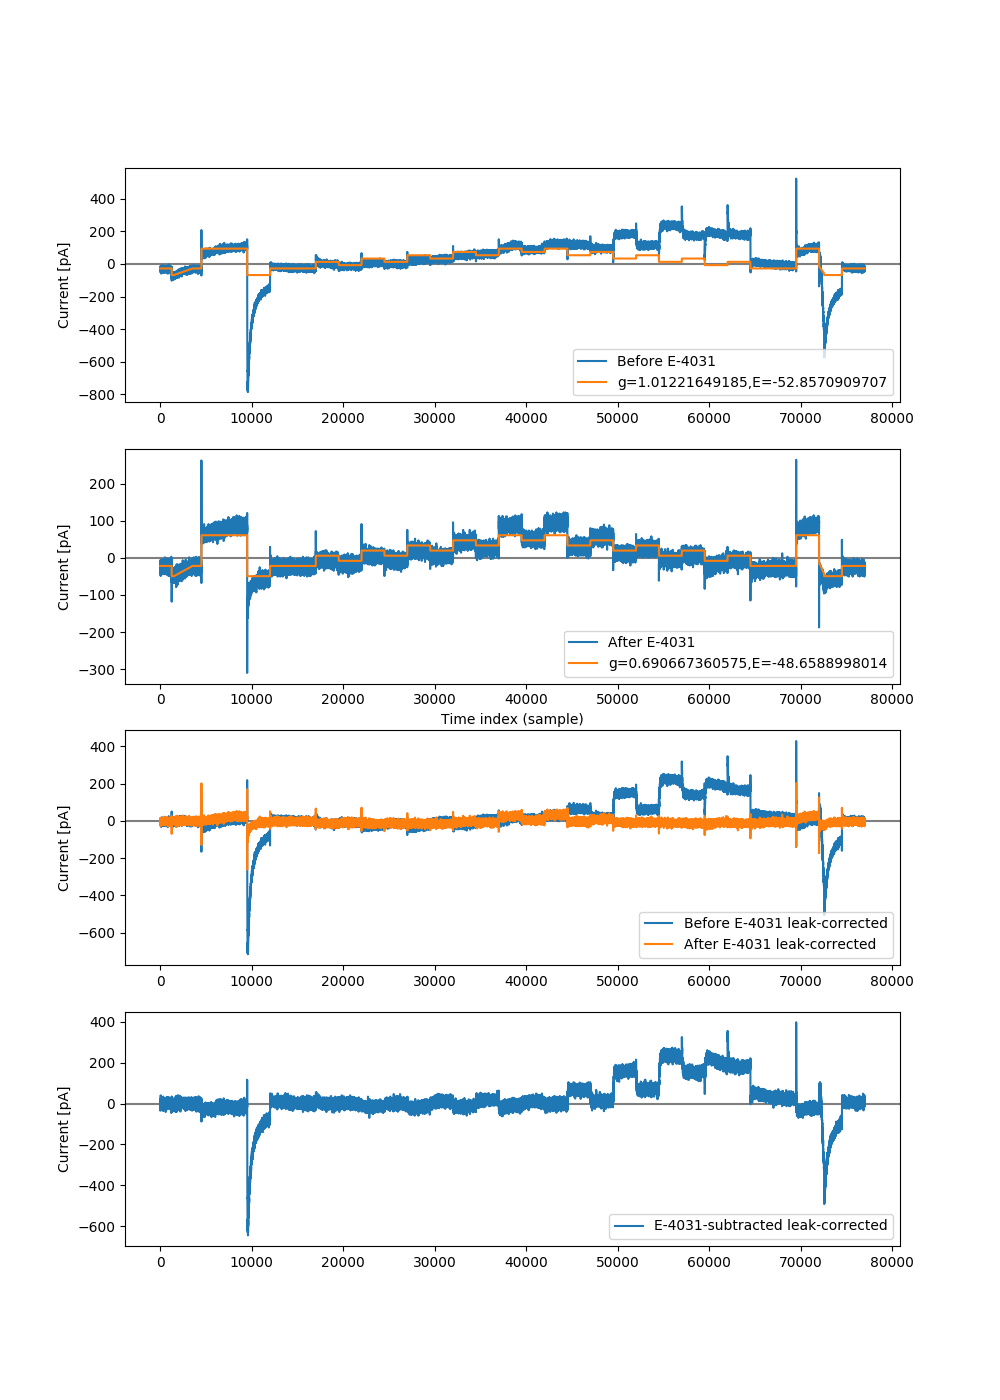 400
200
0
−200
−400
−600
−800
Current [pA]
Before E-4031
g=1.01221649185,E=-52.8570909707
0 10000 20000 30000 40000 50000 60000 70000 80000
200
100
0
−100
−200
−300
Current [pA]
After E-4031
g=0.690667360575,E=-48.6588998014
0 10000 20000 30000 40000 50000 60000 70000 80000
Time index (sample)
400
200
0
−200
−400
−600
Current [pA]
Before E-4031 leak-corrected
After E-4031 leak-corrected
0 10000 20000 30000 40000 50000 60000 70000 80000
400
200
0
−200
−400
−600
Current [pA]
E-4031-subtracted leak-corrected
0 10000 20000 30000 40000 50000 60000 70000 80000